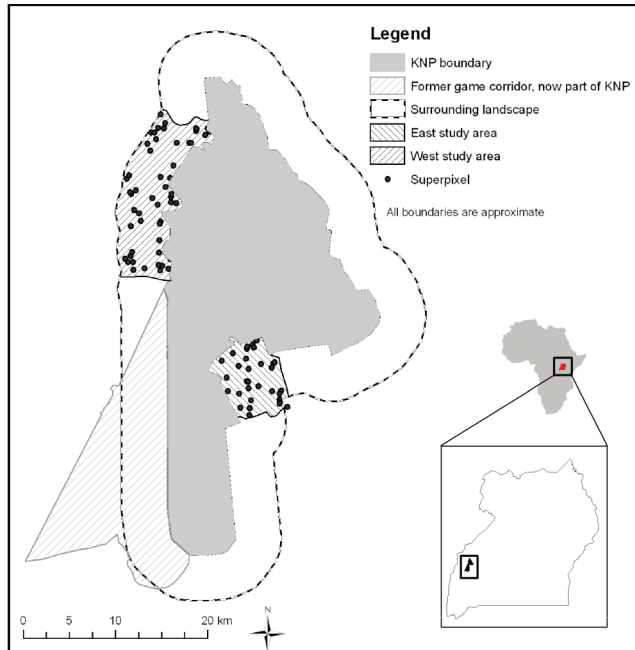 Legend
KNP boundary
Former game corridor, now part of KNP
Surrounding landscape
East study area
West study area
Superpixel
All boundaries are approximate
N
0 5 10 20 km